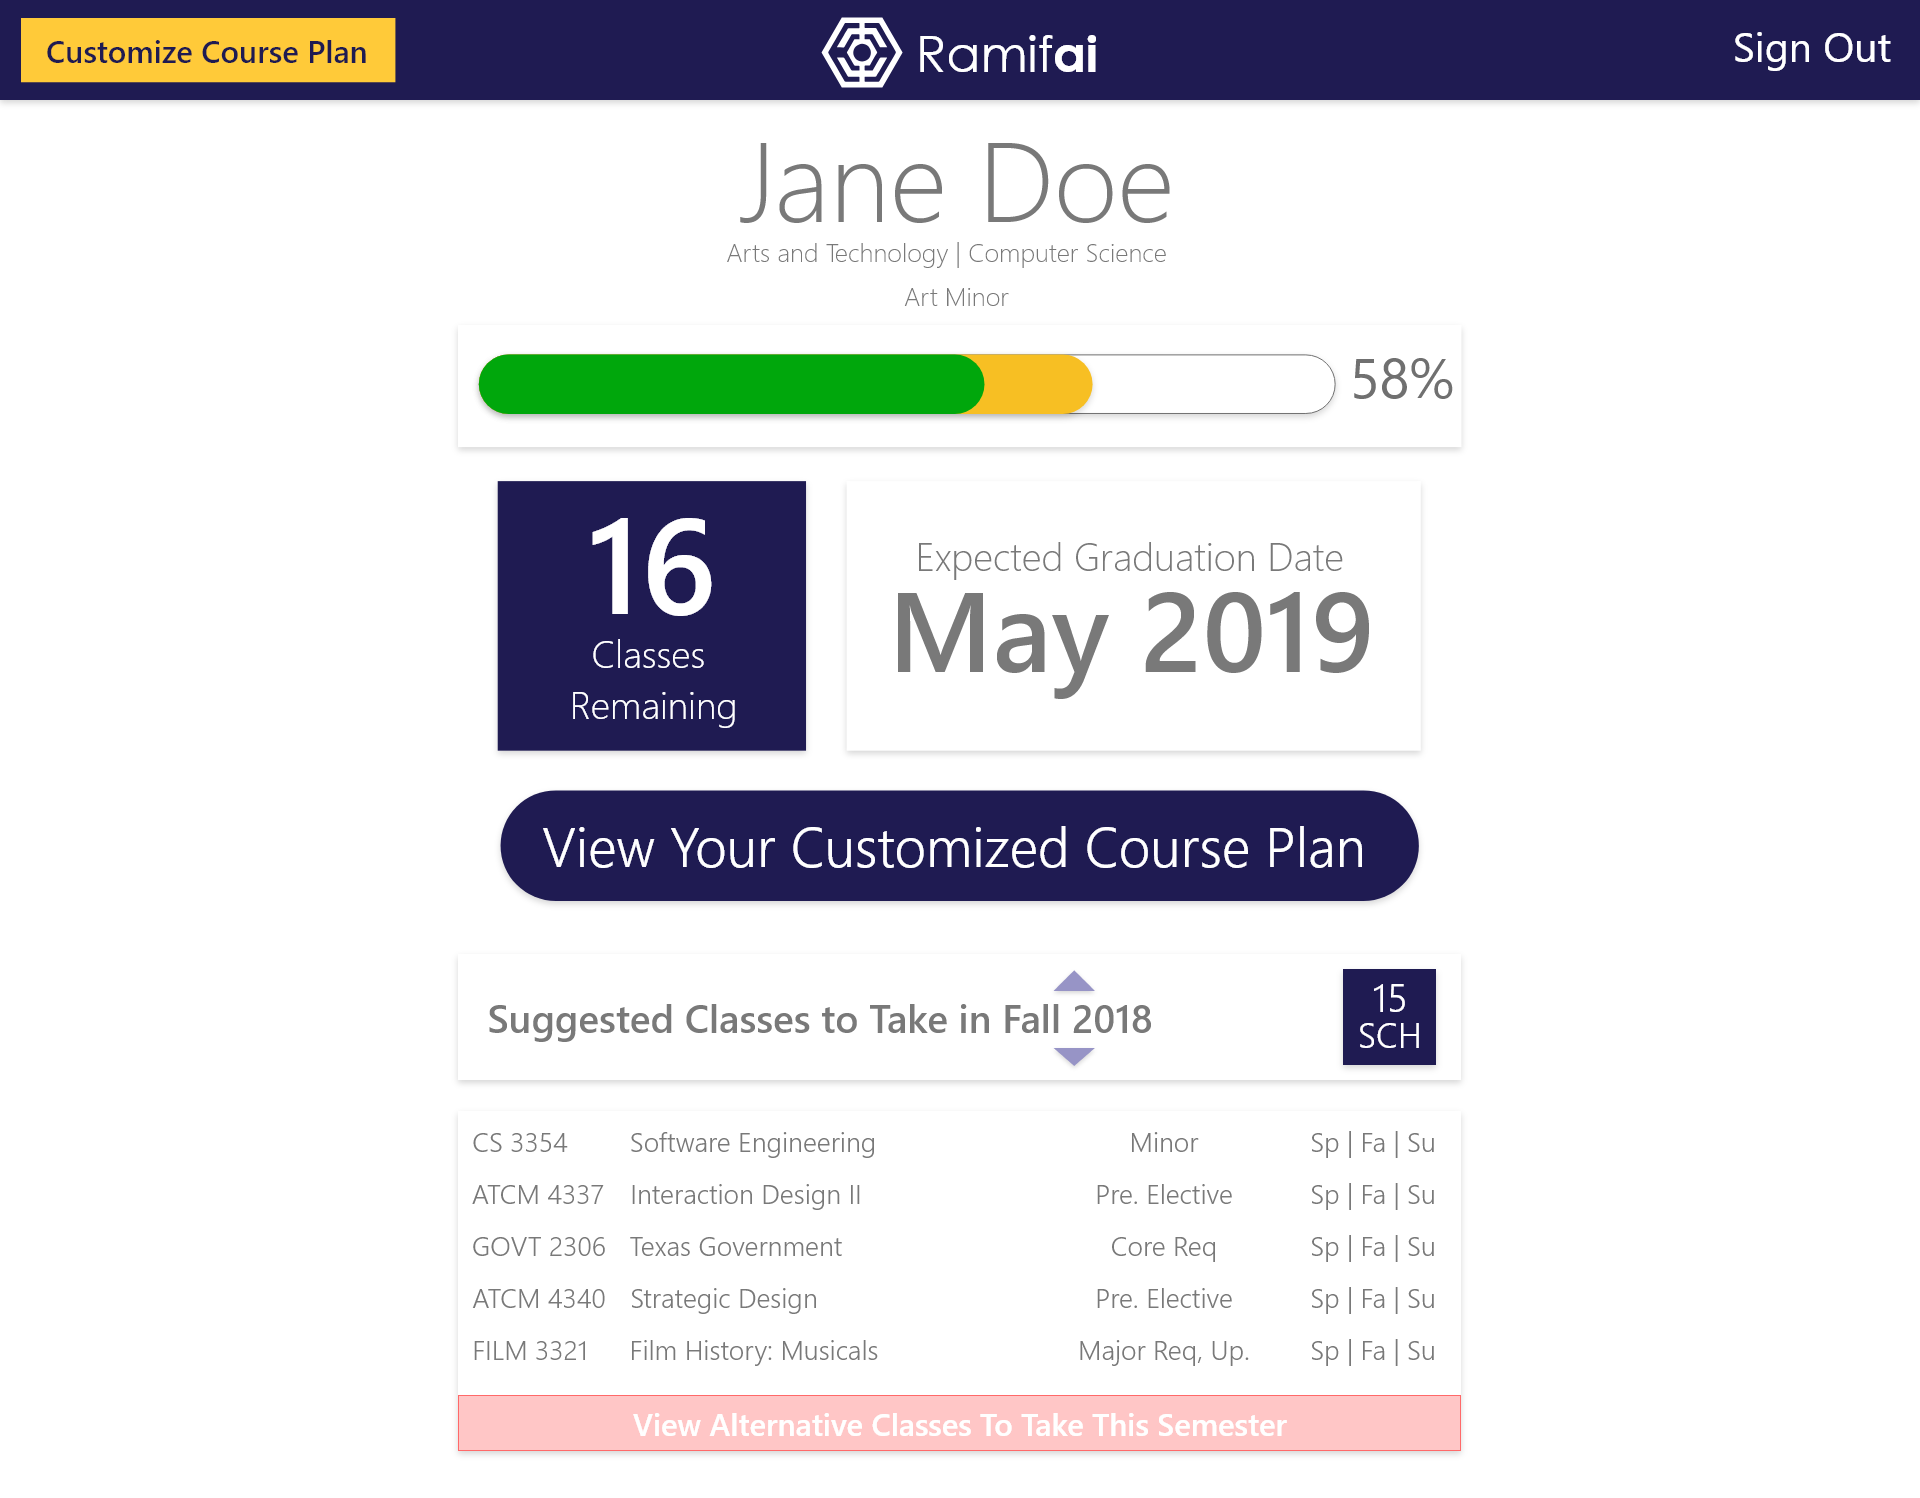 Customize Course Plan
Ramifai
Sign Out
Jane Doe
Arts and Technology | Computer Science
Art Minor
58%
16
Classes
Remaining
Expected Graduation Date
May 2019
View Your Customized Course Plan
Suggested Classes to Take in Fall 2018
15
SCH
CS 3354 Software Engineering Minor Sp | Fa | Su
ATCM 4337 Interaction Design II Pre. Elective Sp | Fa | Su
GOVT 2306 Texas Government Core Req Sp | Fa | Su
ATCM 4340 Strategic Design Pre. Elective Sp | Fa | Su
FILM 3321 Film History: Musicals Major Req, Up. Sp | Fa | Su
View Alternative Classes To Take This Semester